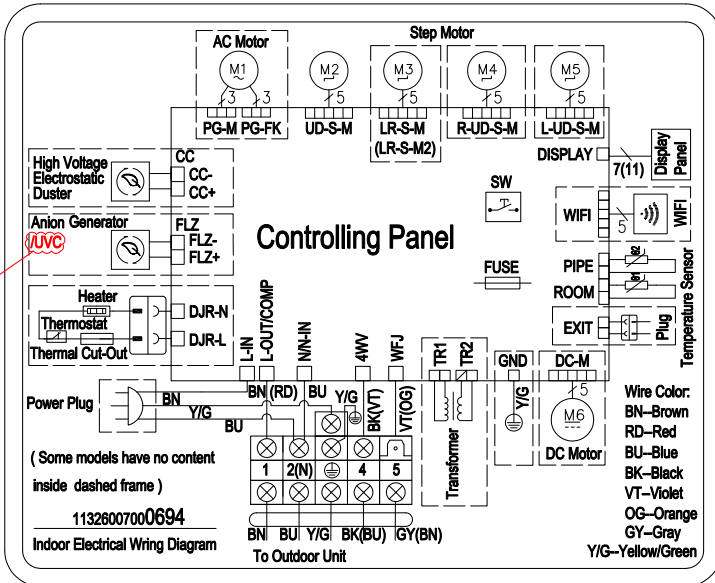 AC Motor
Step Motor
M1
M2
M3
M4
M5
3
3
5
5
5
5
PG-M PG-FK
UD-S-M
LR-S-M
(LR-S-M2)
R-UD-S-M
L-UD-S-M
High Voltage
Electrostatic
Duster
CC
CC-
CC+
DISPLAY
7(11)
Display
Panel
SW
Anion Generator
/UVC
FLZ
FLZ-
FLZ+
WIFI
5
WIFI
Controlling Panel
PIPE
θ2
ROOM
θ1
Temperature Sensor
FUSE
Heater
Thermostat
Thermal Cut-Out
DJR-N
DJR-L
EXIT
Plug
L-IN
L-OUT/COMP
N/N-IN
4WV
WFJ
TR1
TR2
GND
DC-M
Power Plug
BN
BN (RD)
BU
Y/G
BK(VT)
VT(OG)
Y/G
5
Y/G
BU
M6
DC Motor
Transformer
1
2(N)
4
5
BN
BU
Y/G
BK(BU)
GY(BN)
To Outdoor Unit
( Some models have no content
inside dashed frame )
11326007000694
Indoor Electrical Wring Diagram
Wire Color:
BN--Brown
RD--Red
BU--Blue
BK--Black
VT--Violet
OG--Orange
GY--Gray
Y/G--Yellow/Green